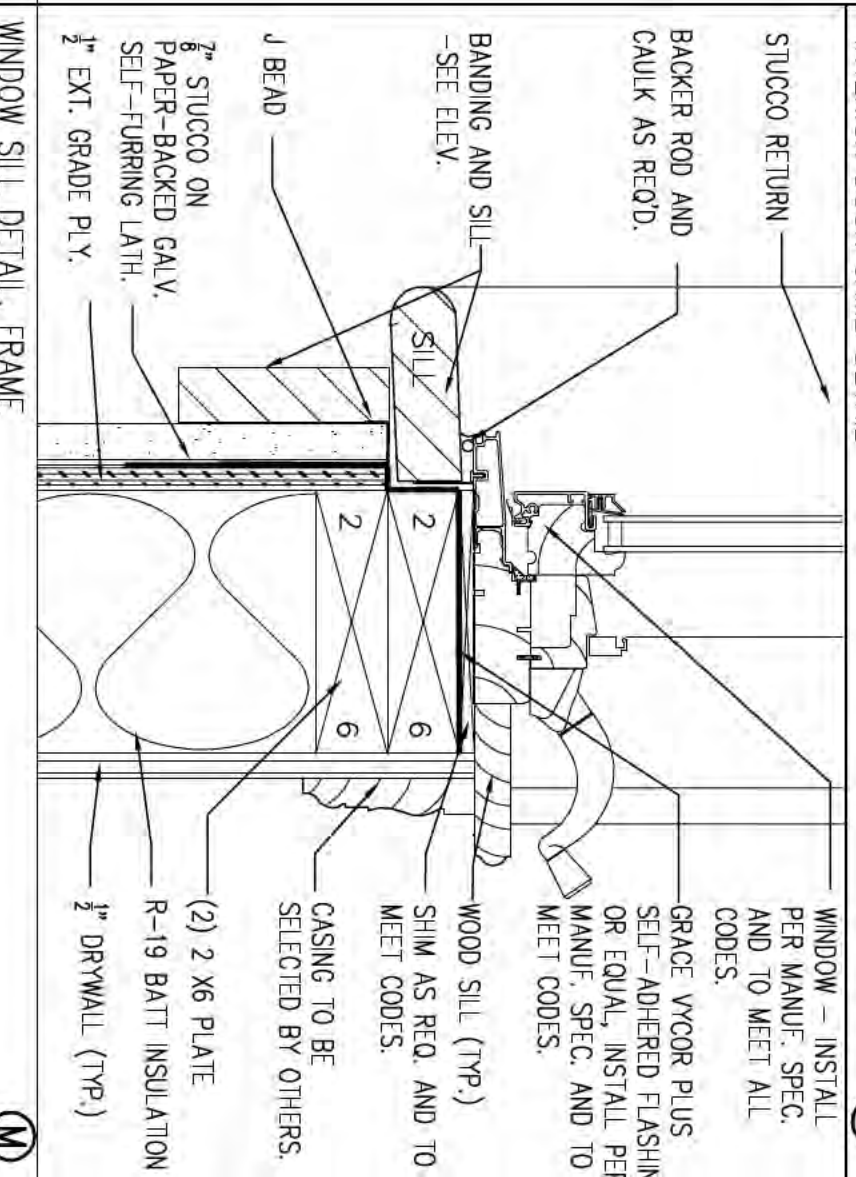 STUCCO RETURN
BACKER ROD AND
CAULK AS REQ'D.
BANDING AND SILL
-SEE ELEV.
J BEAD
7/8" STUCCO ON
PAPER-BACKED GALV.
SELF-FURRING LATH.
1/2" EXT. GRADE PLY.
SILL
2 6
2 6
WINDOW - INSTALL
PER MANUF. SPEC.
AND TO MEET ALL
CODES.
GRACE VYCOR PLUS
SELF-ADHERED FLASHIN
OR EQUAL, INSTALL PER
MANUF. SPEC. AND TO
MEET CODES.
WOOD SILL (TYP.)
SHIM AS REQ. AND TO
MEET CODES.
CASING TO BE
SELECTED BY OTHERS.
(2) 2 X6 PLATE
R-19 BATT INSULATION
1/2" DRYWALL (TYP.)
WINDOW SILL DETAIL, FRAME
M